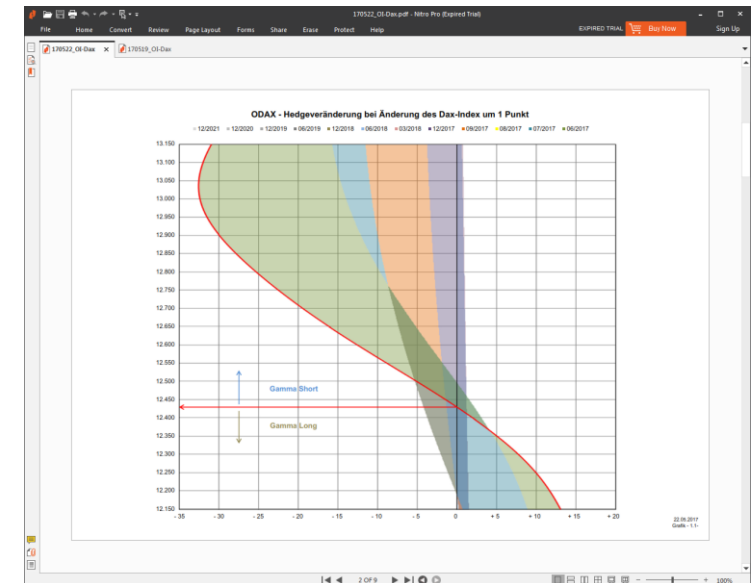 170522_OI-Dax.pdf - Nitro Pro (Expired Trial)
File Home Convert Review Page Layout Forms Share Erase Protect Help EXPIRED TRIAL Buy Now Sign Up
170522_OI-Dax × 170519_OI-Dax
ODAX - Hedgeveränderung bei Änderung des Dax-Index um 1 Punkt
12/2021 12/2020 12/2019 06/2019 12/2018 06/2018 03/2018 12/2017 09/2017 08/2017 07/2017 06/2017
13.150
13.100
13.050
13.000
12.950
12.900
12.850
12.800
12.750
12.700
12.650
12.600
12.550
12.500
Gamma Short
12.450
12.400
Gamma Long
12.350
12.300
12.250
12.200
12.150
- 35 - 30 - 25 - 20 - 15 - 10 - 5 0 + 5 + 10 + 15 + 20
22.05.2017
Grafik - 1.1-
2 OF 9
100%